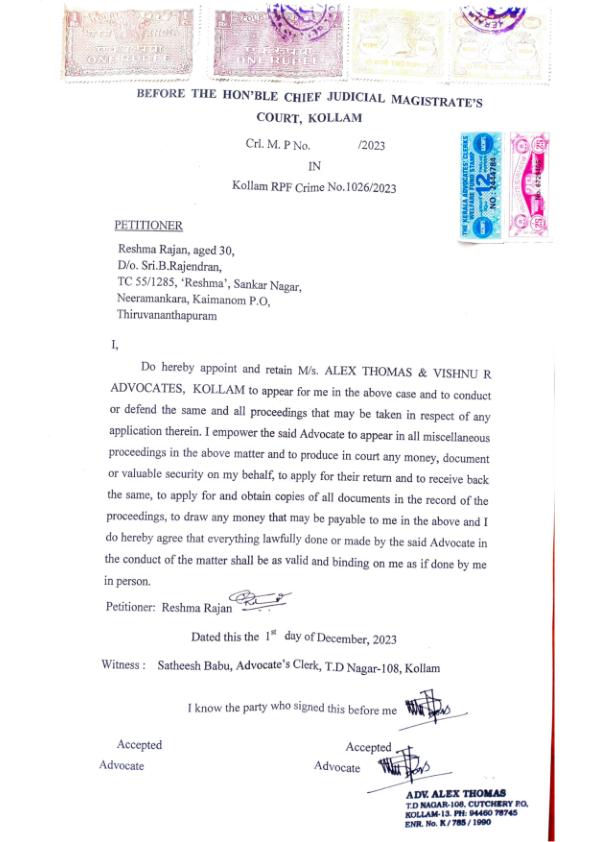 ONE RUPEE
ONE RUPEE
KERALA
BEFORE THE HON'BLE CHIEF JUDICIAL MAGISTRATE'S
COURT, KOLLAM
Crl. M. P No. /2023
IN
Kollam RPF Crime No.1026/2023
THE KERALA ADVOCATES' CLERKS
WELFARE FUND STAMP
12
PETITIONER
Reshma Rajan, aged 30,
D/o. Sri.B.Rajendran,
TC 55/1285, 'Reshma', Sankar Nagar,
Neeramankara, Kaimanom P.O,
Thiruvananthapuram
I,
Do hereby appoint and retain M/s. ALEX THOMAS & VISHNU R
ADVOCATES, KOLLAM to appear for me in the above case and to conduct
or defend the same and all proceedings that may be taken in respect of any
application therein. I empower the said Advocate to appear in all miscellaneous
proceedings in the above matter and to produce in court any money, document
or valuable security on my behalf, to apply for their return and to receive back
the same, to apply for and obtain copies of all documents in the record of the
proceedings, to draw any money that may be payable to me in the above and I
do hereby agree that everything lawfully done or made by the said Advocate in
the conduct of the matter shall be as valid and binding on me as if done by me
in person.
Petitioner: Reshma Rajan
Dated this the 1st day of December, 2023
Witness : Satheesh Babu, Advocate's Clerk, T.D Nagar-108, Kollam
I know the party who signed this before me
Accepted Accepted
Advocate Advocate
ADV. ALEX THOMAS
T.D NAGAR-108, CUTCHERY P.O,
KOLLAM-13. PH: 94460 78745
ENR. No. K / 785 / 1990